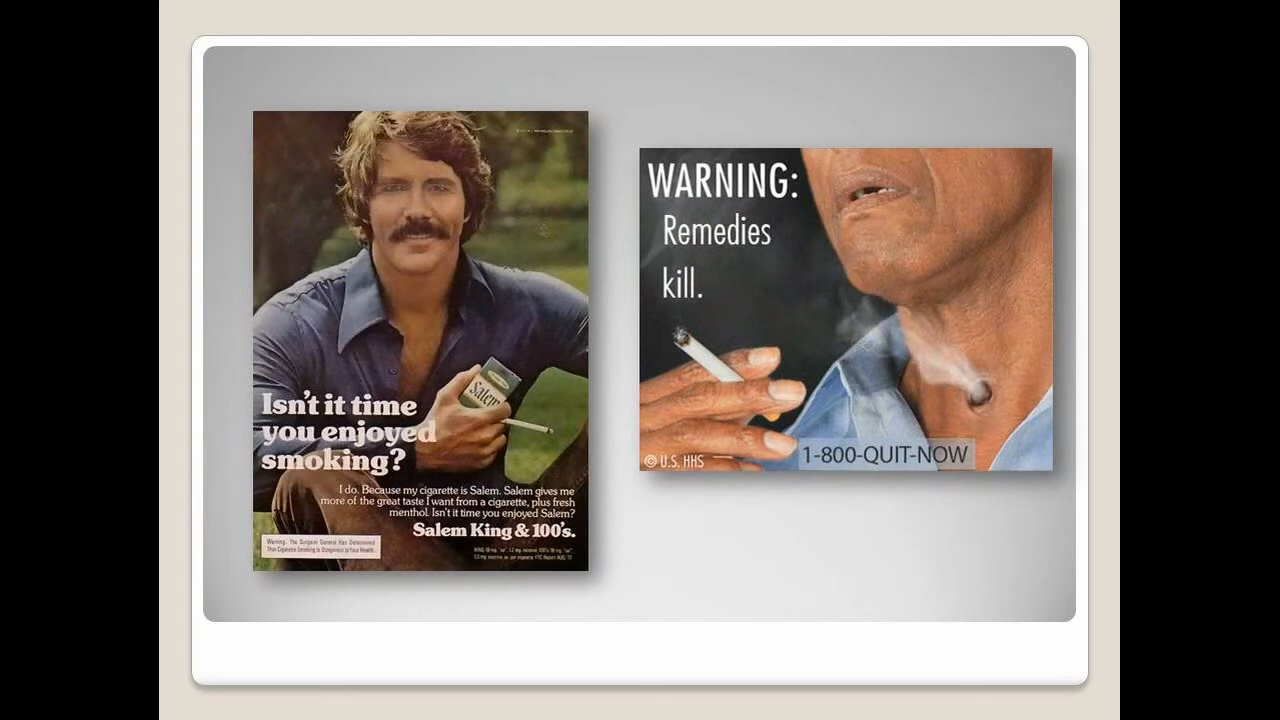 Isn't it time
you enjoyed
smoking?
Salem
I do. Because my cigarette is Salem. Salem gives me
more of the great taste I want from a cigarette, plus fresh
menthol. Isn't it time you enjoyed Salem?
Salem King & 100's.
Warning: The Surgeon General Has Determined
That Cigarette Smoking Is Dangerous to Your Health.
WARNING:
Remedies
kill.
© U.S. HHS
1-800-QUIT-NOW